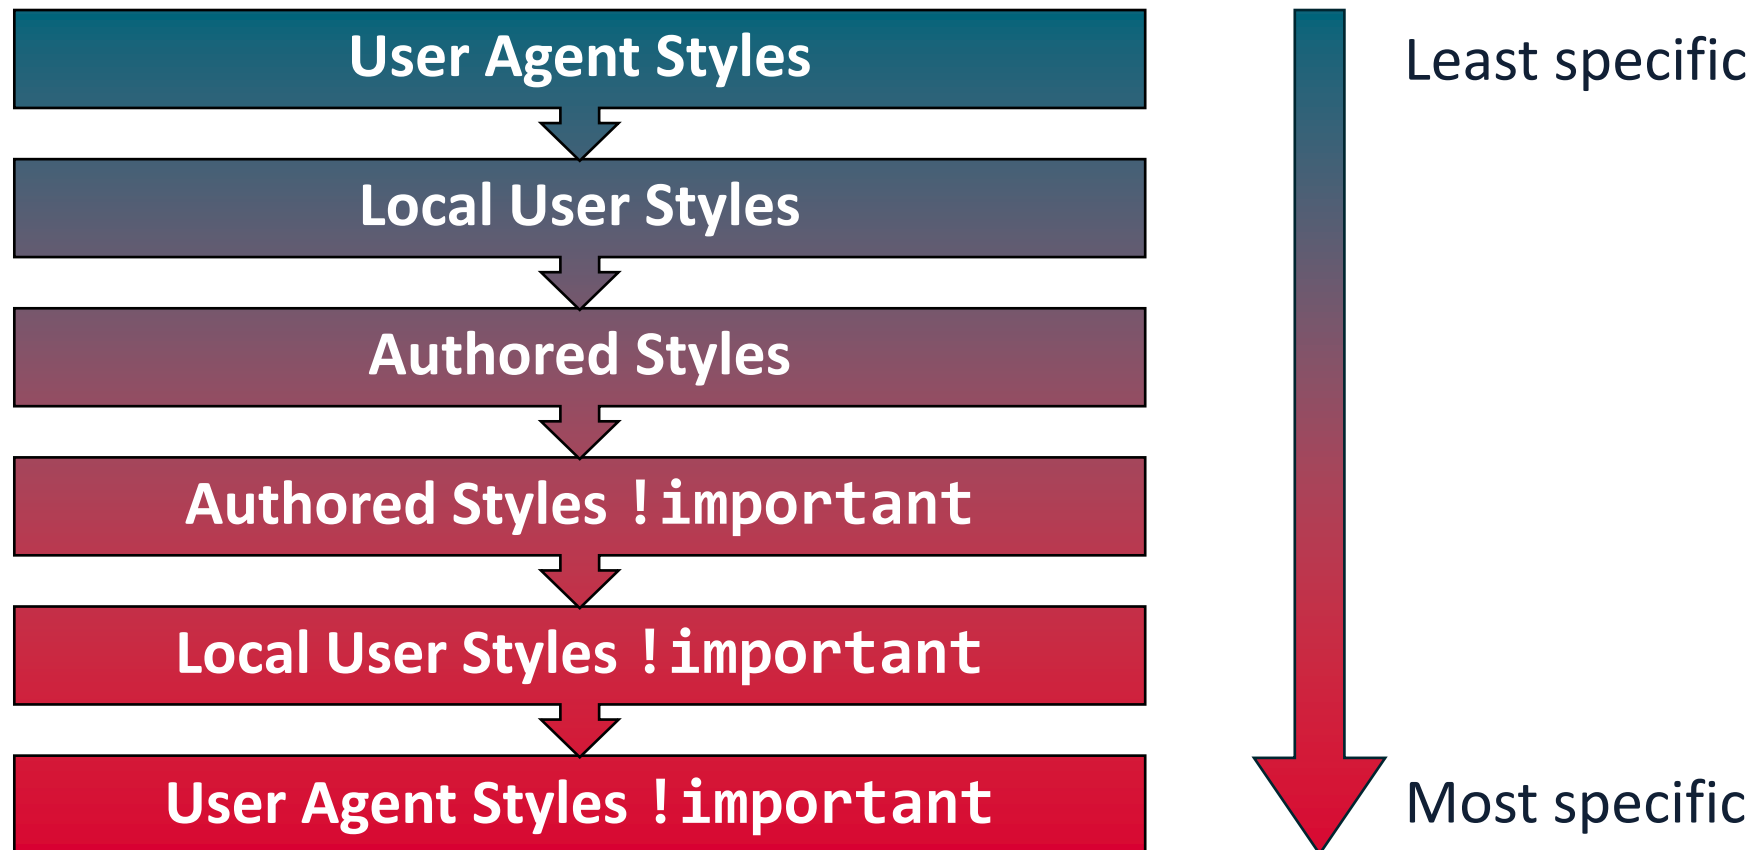 User Agent Styles
Least specific
Local User Styles
Authored Styles
Authored Styles !important
Local User Styles !important
User Agent Styles !important
Most specific